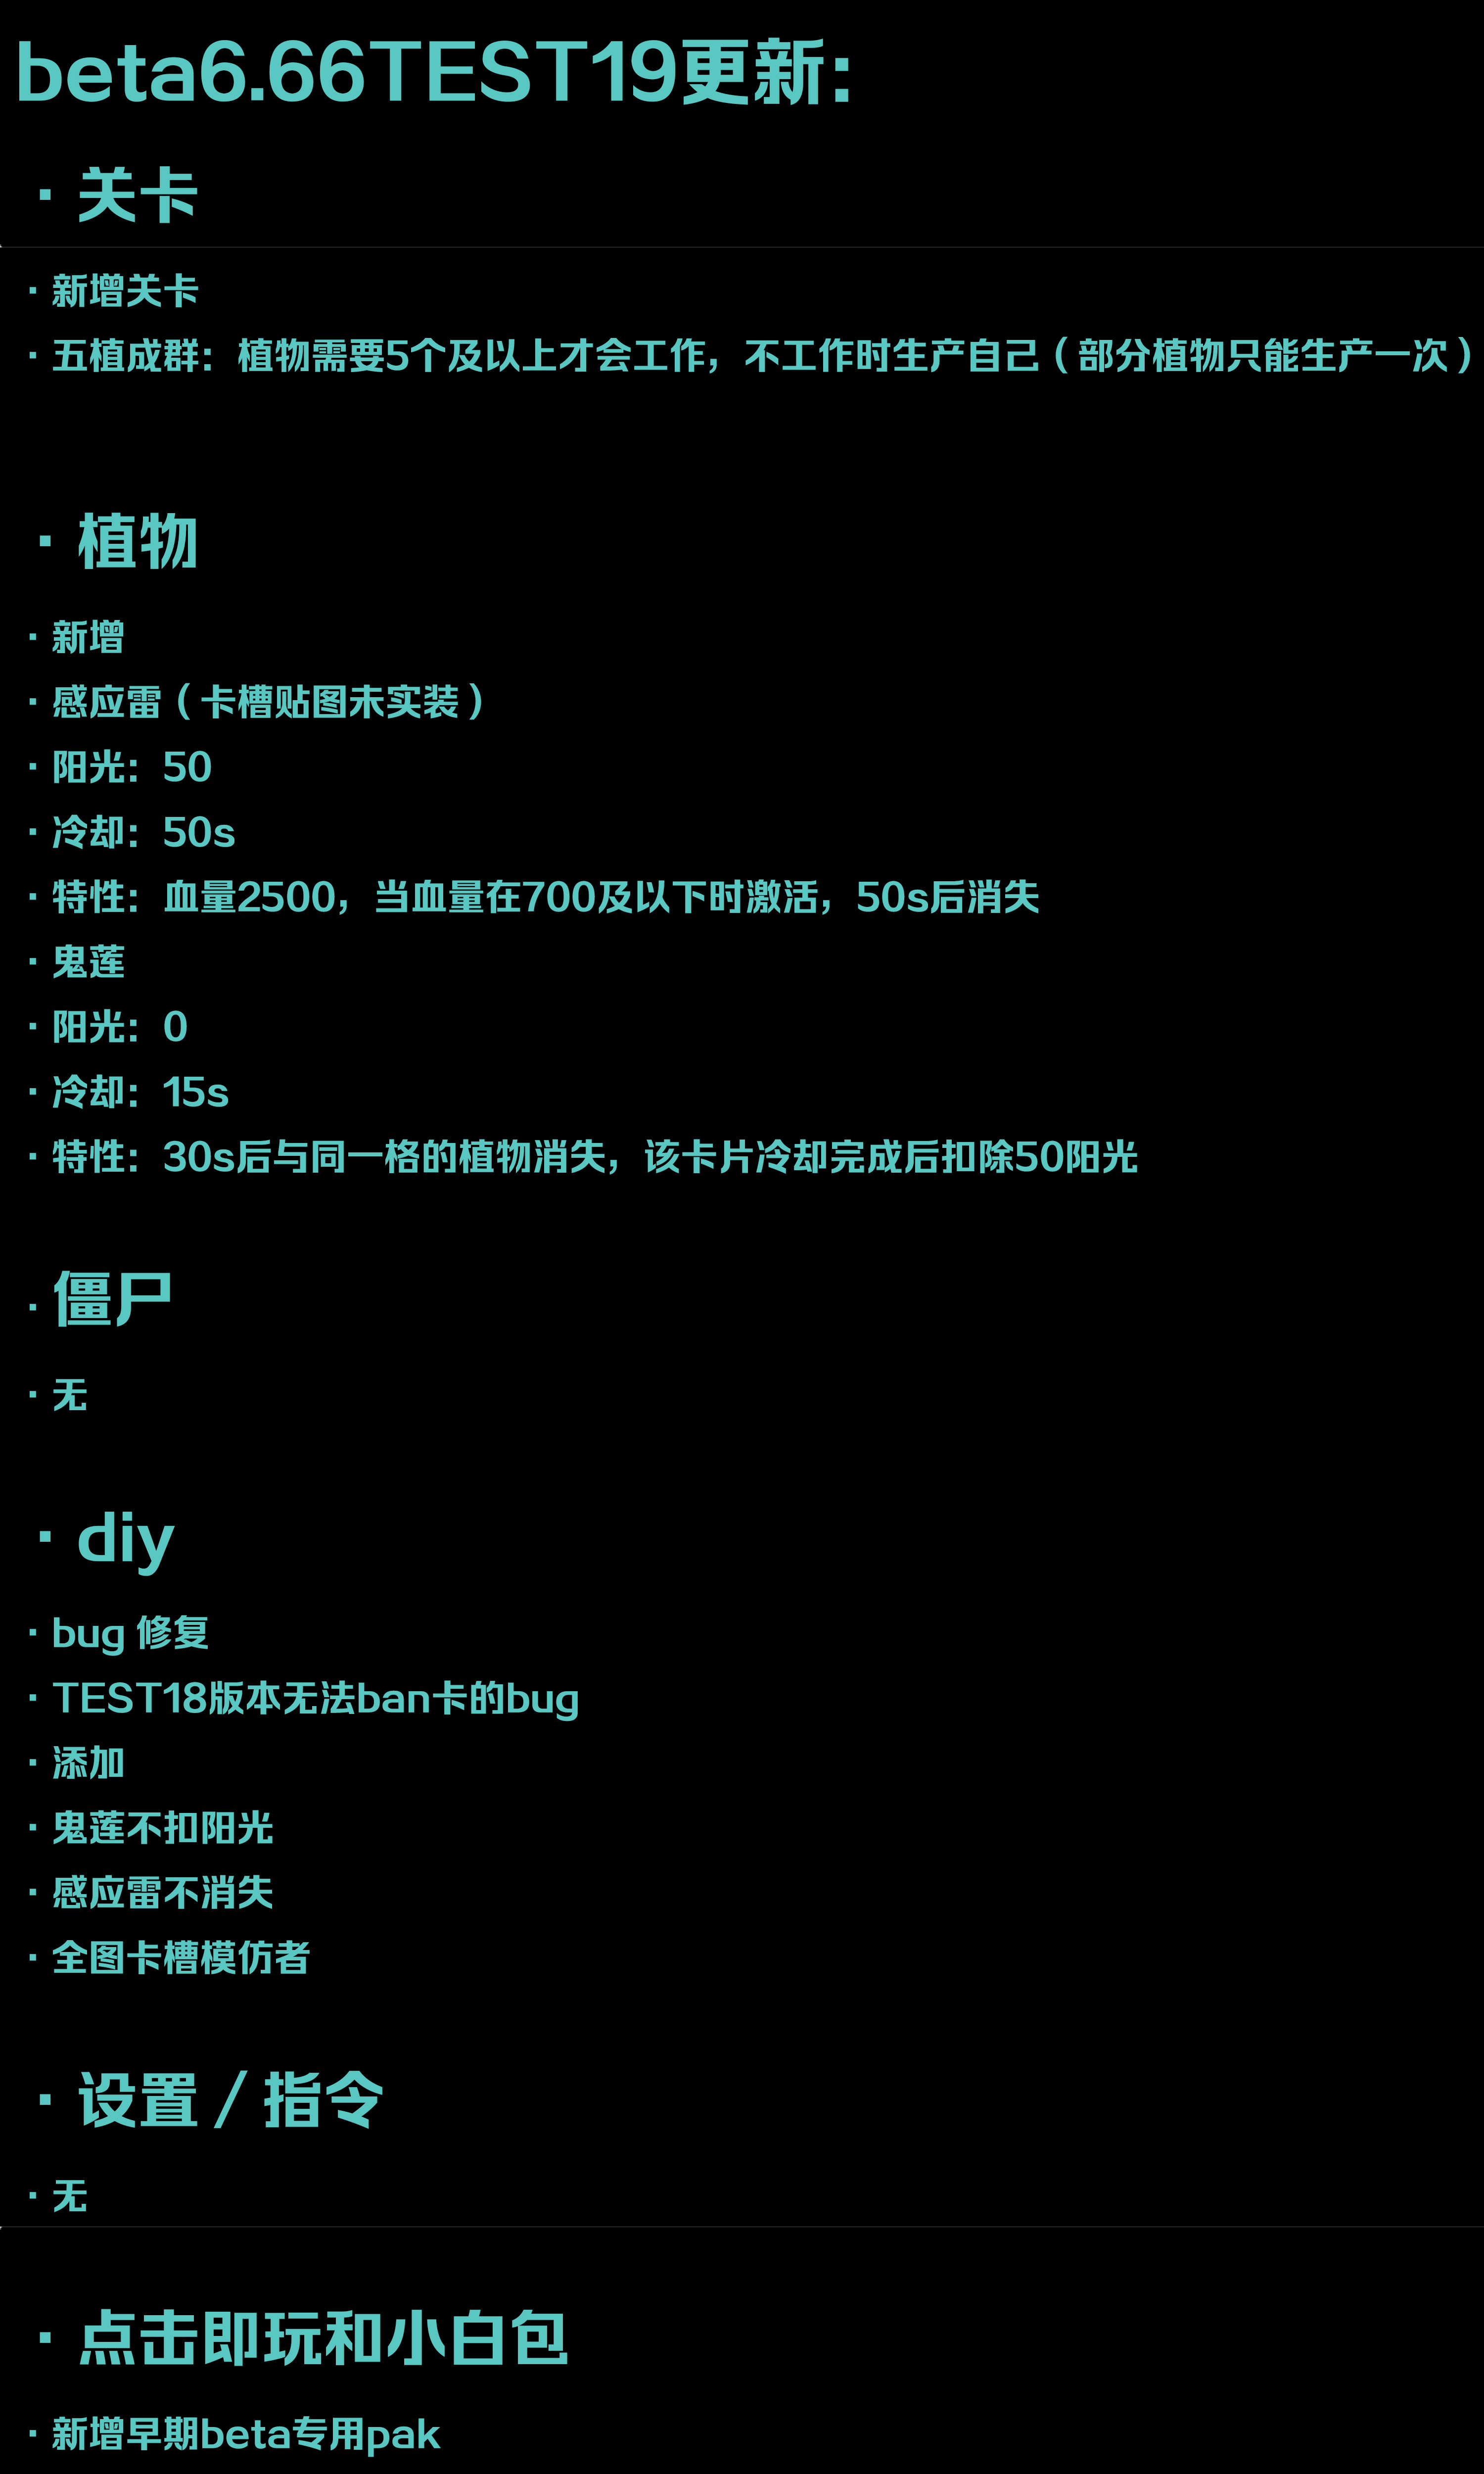 beta6.66TEST19更新:
· 关卡
· 新增关卡
· 五植成群：植物需要5个及以上才会工作，不工作时生产自己（部分植物只能生产一次）
· 植物
· 新增
· 感应雷（卡槽贴图未实装）
· 阳光：50
· 冷却：50s
· 特性：血量2500，当血量在700及以下时激活，50s后消失
· 鬼莲
· 阳光：0
· 冷却：15s
· 特性：30s后与同一格的植物消失，该卡片冷却完成后扣除50阳光
· 僵尸
· 无
· diy
· bug 修复
· TEST18版本无法ban卡的bug
· 添加
· 鬼莲不扣阳光
· 感应雷不消失
· 全图卡槽模仿者
· 设置／指令
· 无
· 点击即玩和小白包
· 新增早期beta专用pak